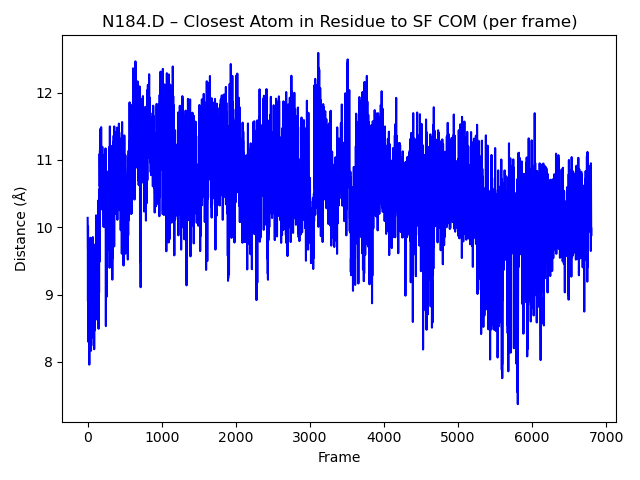 N184.D – Closest Atom in Residue to SF COM (per frame)
Distance (Å)
12
11
10
9
8
0 1000 2000 3000 4000 5000 6000 7000
Frame